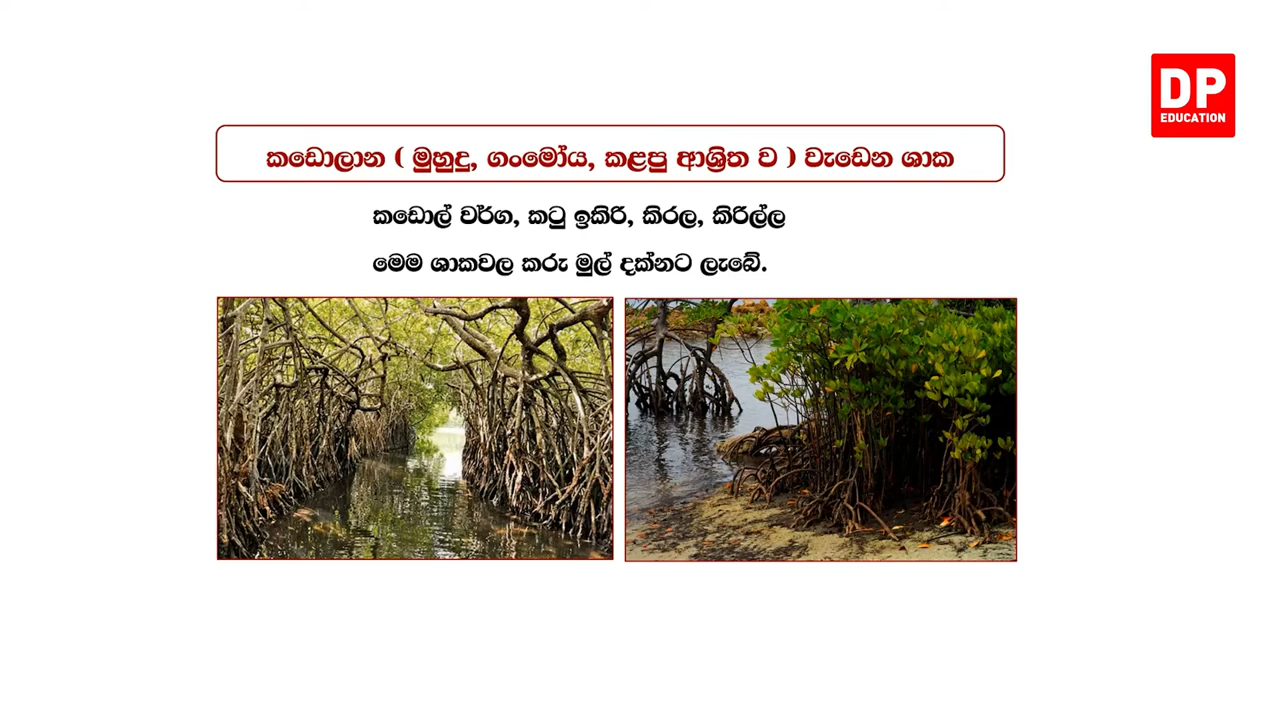 DP
EDUCATION
කඩොලාන ( මුහුදු, ගංමෝය, කළපු ආශ්‍රිත ව ) වැඩෙන ශාක
කඩොල් වර්ග, කටු ඉකිරි, කිරල, කිරිල්ල
මෙම ශාකවල කරු මුල් දක්නට ලැබේ.